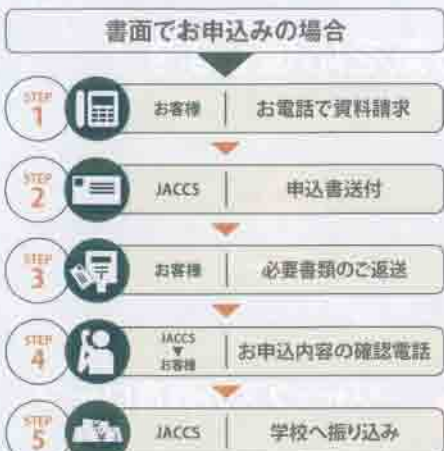 書面でお申込みの場合
STEP 1 お客様 お電話で資料請求
STEP 2 JACCS 申込書送付
STEP 3 お客様 必要書類のご返送
STEP 4 JACCS ▼ お客様 お申込内容の確認電話
STEP 5 JACCS 学校へ振り込み